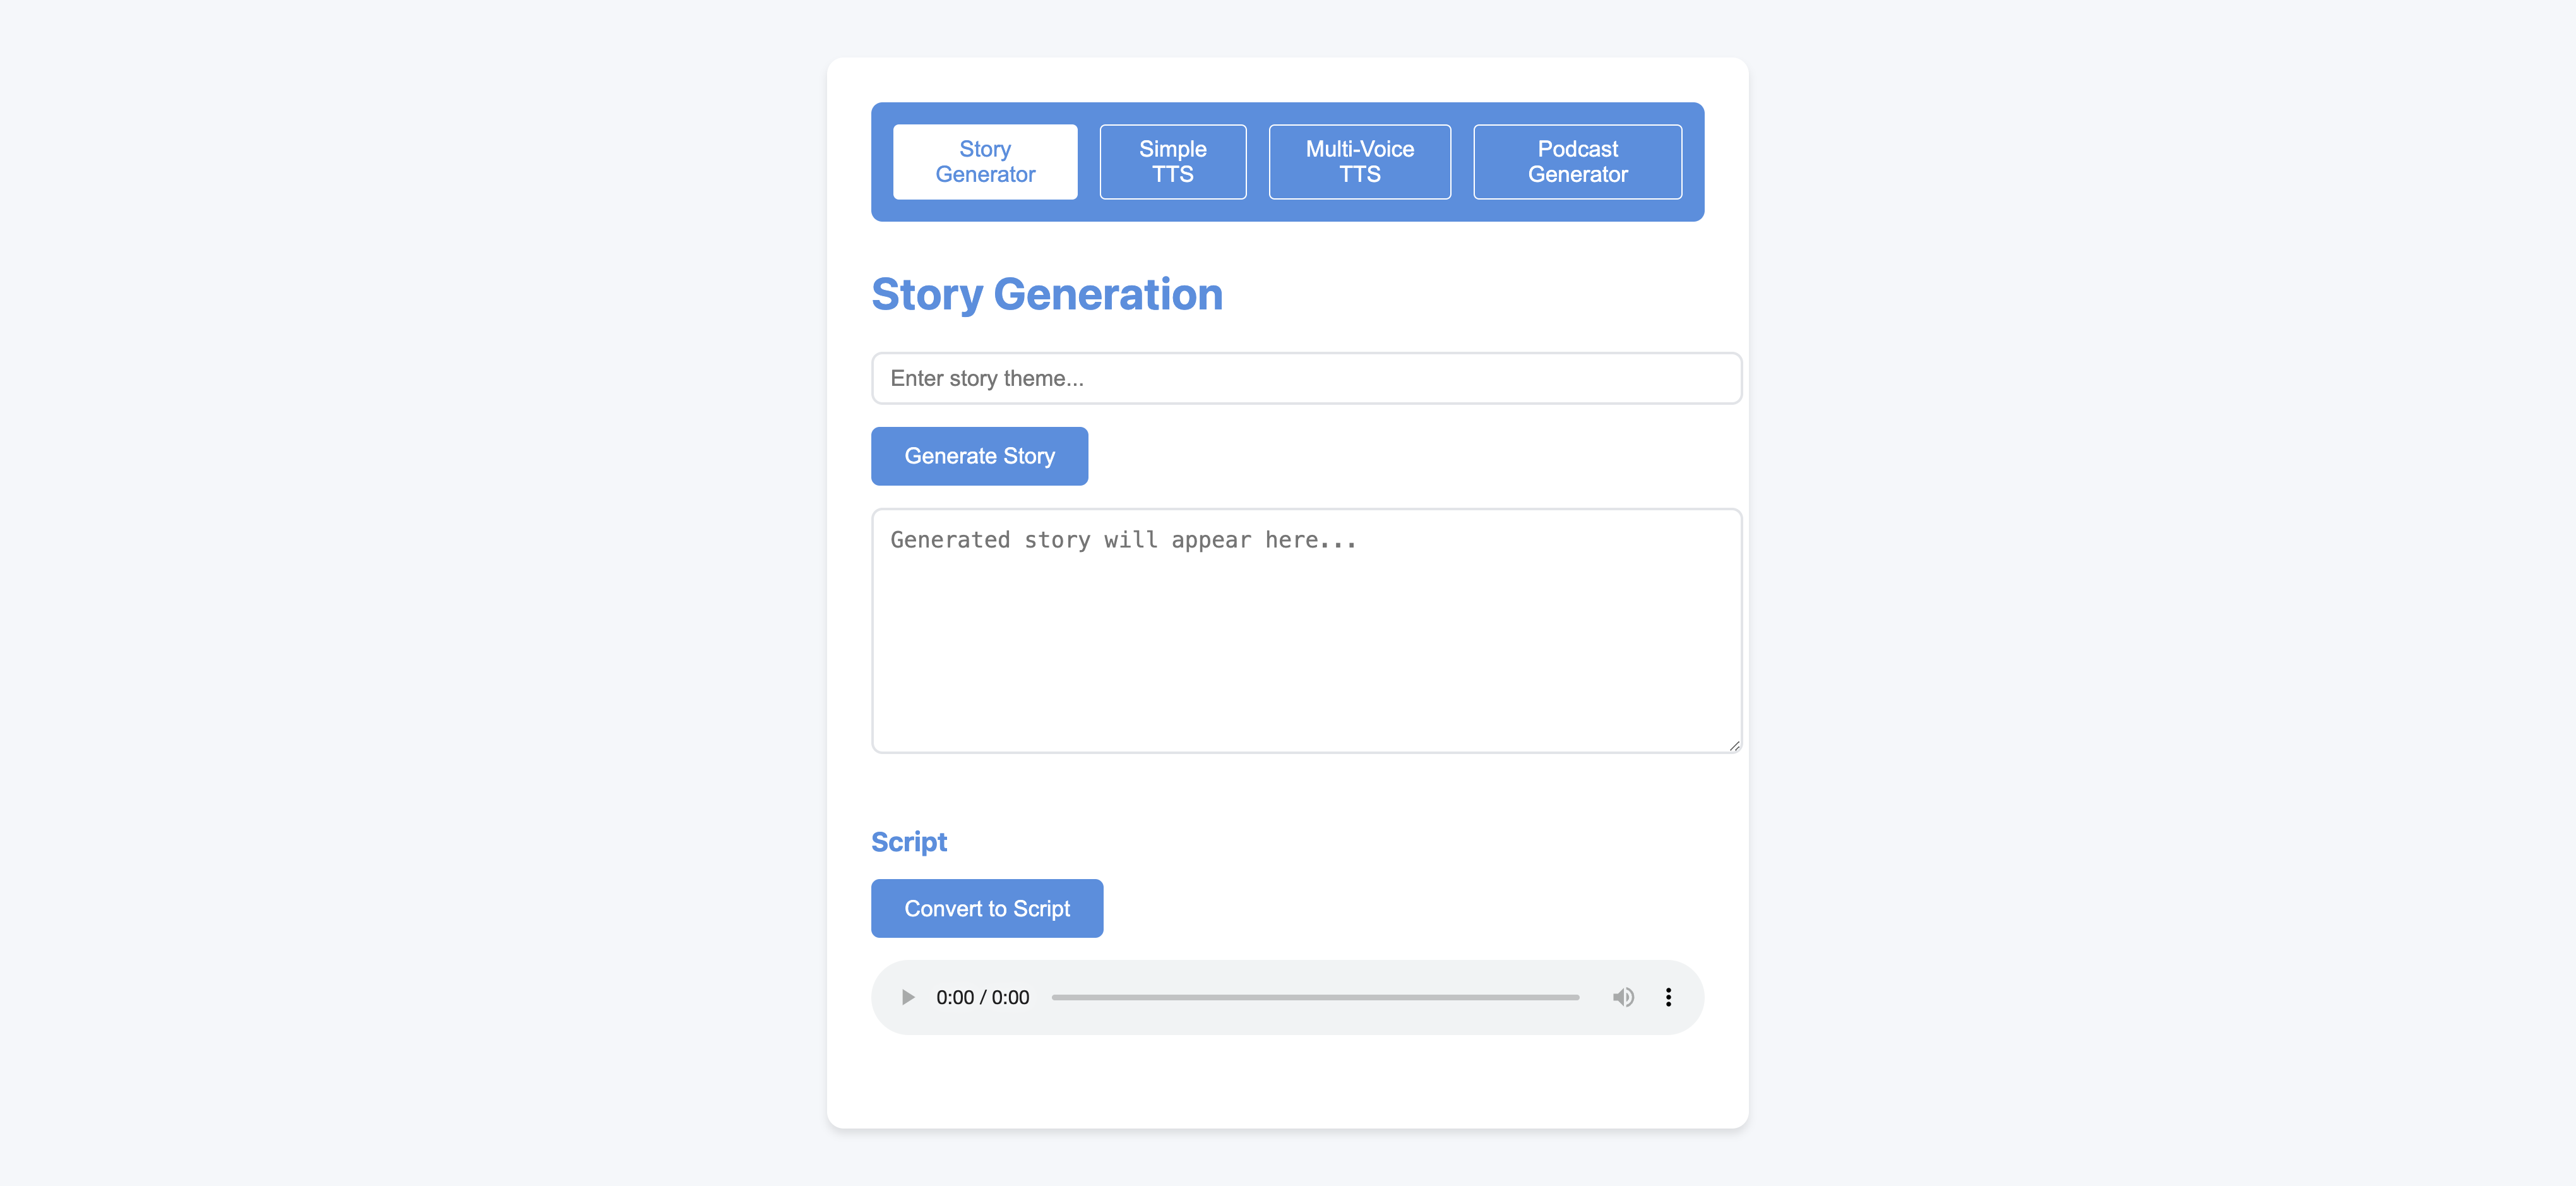 Story
Generator
Simple
TTS
Multi-Voice
TTS
Podcast
Generator
Story Generation
Enter story theme...
Generate Story
Generated story will appear here...
Script
Convert to Script
0:00 / 0:00